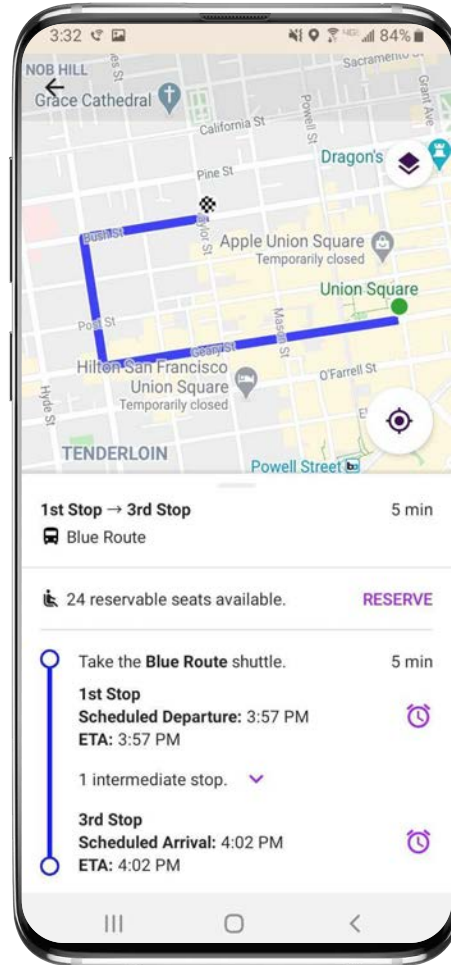 3:32
4G 84%
NOB HILL
Grace Cathedral
California St
Sacramento
Powell St
Grant Ave
Pine St
Dragon's
Bush St
Taylor St
Apple Union Square
Temporarily closed
Union Square
Post St
Mason St
Geary St
Hilton San Francisco
Union Square
Temporarily closed
O'Farrell St
Hyde St
TENDERLOIN
Powell Street
1st Stop → 3rd Stop 5 min
Blue Route
24 reservable seats available. RESERVE
Take the Blue Route shuttle. 5 min
1st Stop
Scheduled Departure: 3:57 PM
ETA: 3:57 PM
1 intermediate stop.
3rd Stop
Scheduled Arrival: 4:02 PM
ETA: 4:02 PM